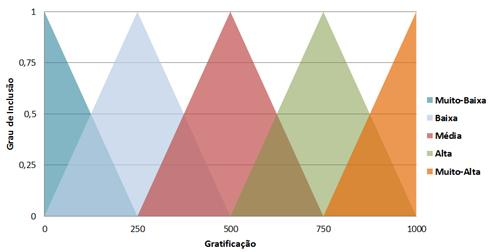 1
0,75
0,5
0,25
0
0
250
500
750
1000
Grau de Inclusão
Gratificação
Muito-Baixa
Baixa
Média
Alta
Muito-Alta